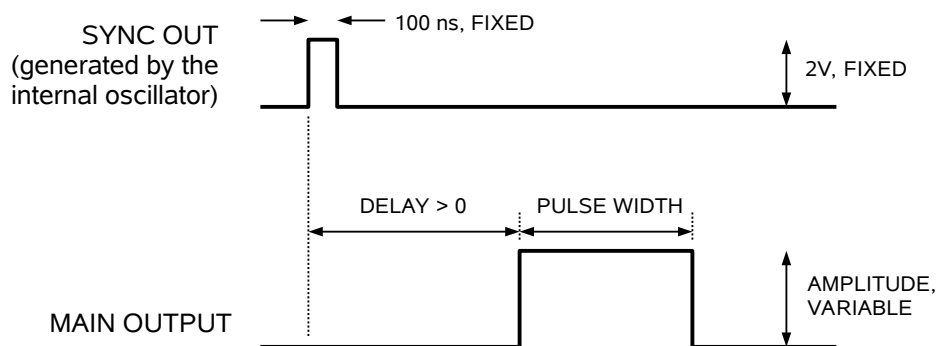 SYNC OUT
(generated by the
internal oscillator)
100 ns, FIXED
2V, FIXED
DELAY > 0
PULSE WIDTH
MAIN OUTPUT
AMPLITUDE,
VARIABLE